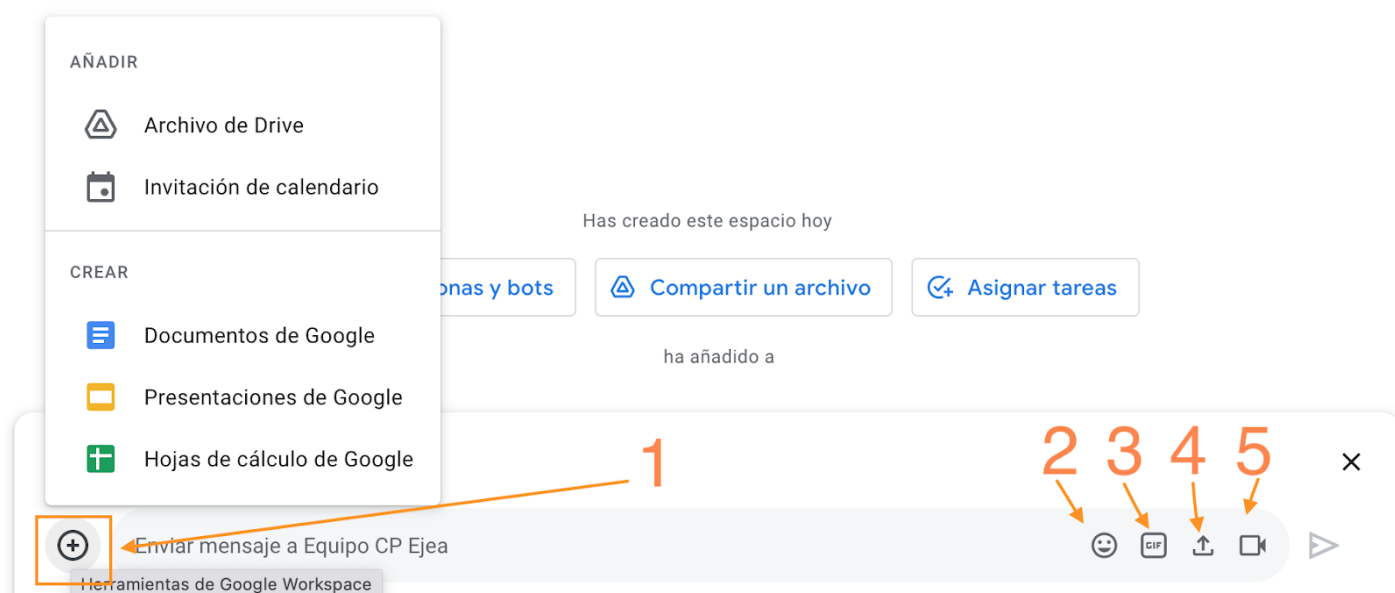 AÑADIR
Archivo de Drive
Invitación de calendario
CREAR
Documentos de Google
Presentaciones de Google
Hojas de cálculo de Google
Has creado este espacio hoy
onas y bots
Compartir un archivo
Asignar tareas
ha añadido a
1
2 3 4 5
Enviar mensaje a Equipo CP Ejea
GIF
Herramientas de Google Workspace